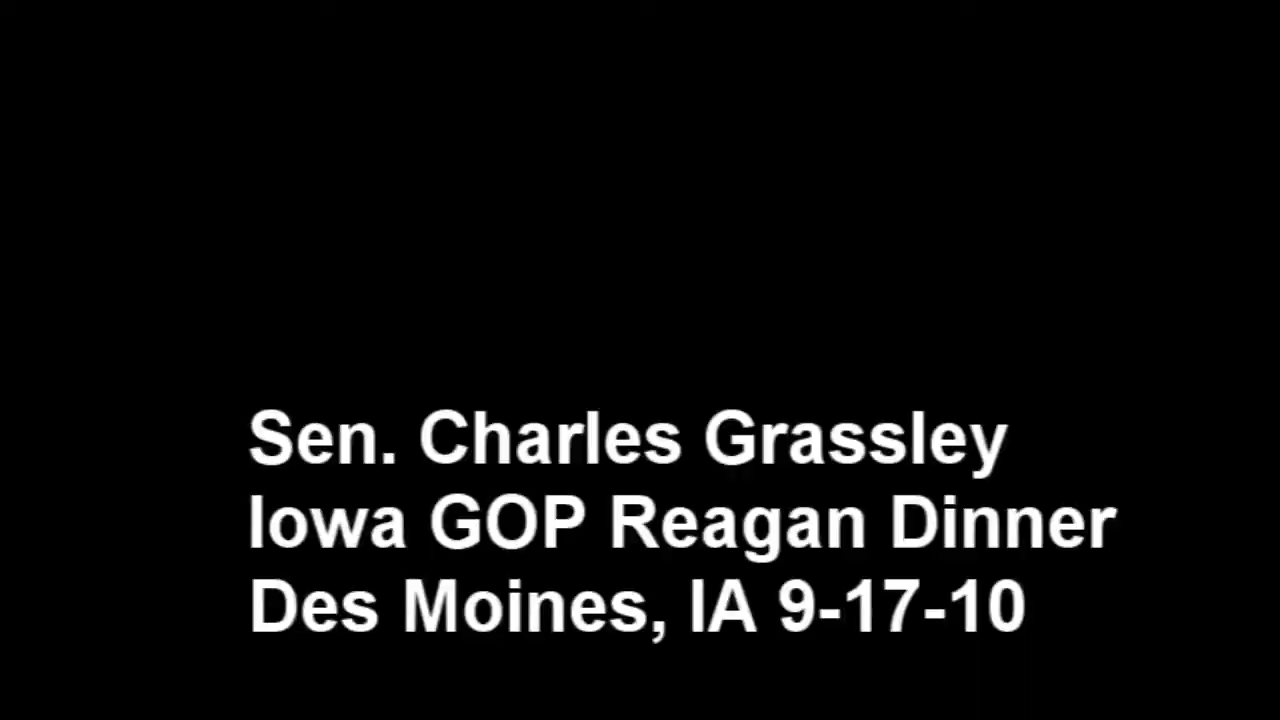 Sen. Charles Grassley
Iowa GOP Reagan Dinner
Des Moines, IA 9-17-10